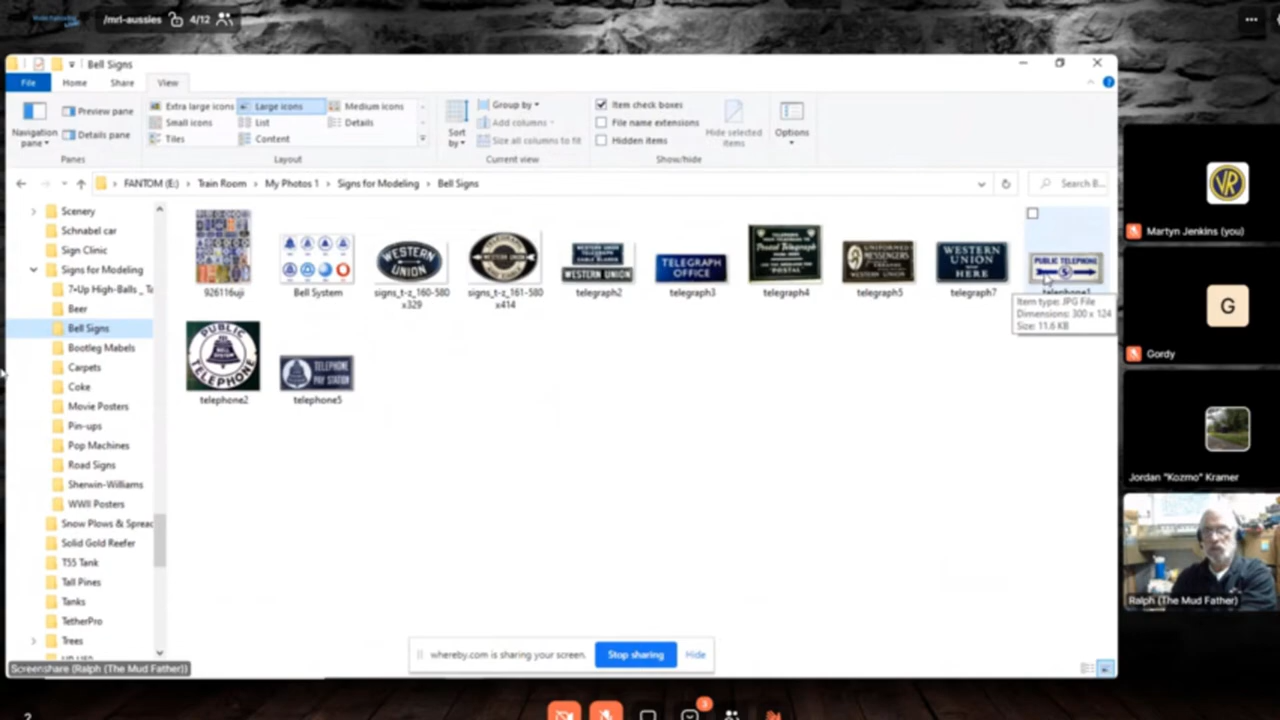 /mrl-aussies 4/12
Bell Signs
File Home Share View
Navigation pane
Preview pane
Details pane
Panes
Extra large icons Large icons Medium icons
Small icons List Details
Tiles Content
Layout
Sort by
Group by
Add columns
Size all columns to fit
Current view
Item check boxes
File name extensions
Hidden items
Hide selected items
Show/hide
Options
FANTOM (E:) › Train Room › My Photos 1 › Signs for Modeling › Bell Signs
Search B...
Scenery
Schnabel car
Sign Clinic
Signs for Modeling
7-Up High-Balls _ Ta
Beer
Bell Signs
Bootleg Mabels
Carpets
Coke
Movie Posters
Pin-ups
Pop Machines
Road Signs
Sherwin-Williams
WWII Posters
Snow Plows & Spread
Solid Gold Reefer
T55 Tank
Tall Pines
Tanks
TetherPro
Trees
WESTERN UNION
WESTERN UNION
TELEGRAPH OFFICE
Postal Telegraph
UNIFORMED MESSENGERS
WESTERN UNION HERE
PUBLIC TELEPHONE
926116uji
Bell System
signs_t-z_160-580x329
signs_t-z_161-580x414
telegraph2
telegraph3
telegraph4
telegraph5
telegraph7
telephone1
Item type: JPG File
Dimensions: 300 x 124
Size: 11.6 KB
PUBLIC TELEPHONE
BELL SYSTEM
TELEPHONE PAY STATION
telephone2
telephone5
whereby.com is sharing your screen.
Stop sharing
Hide
Screenshare (Ralph (The Mud Father))
VR
Martyn Jenkins (you)
G
Gordy
Jordan "Kozmo" Kramer
Ralph (The Mud Father)
3